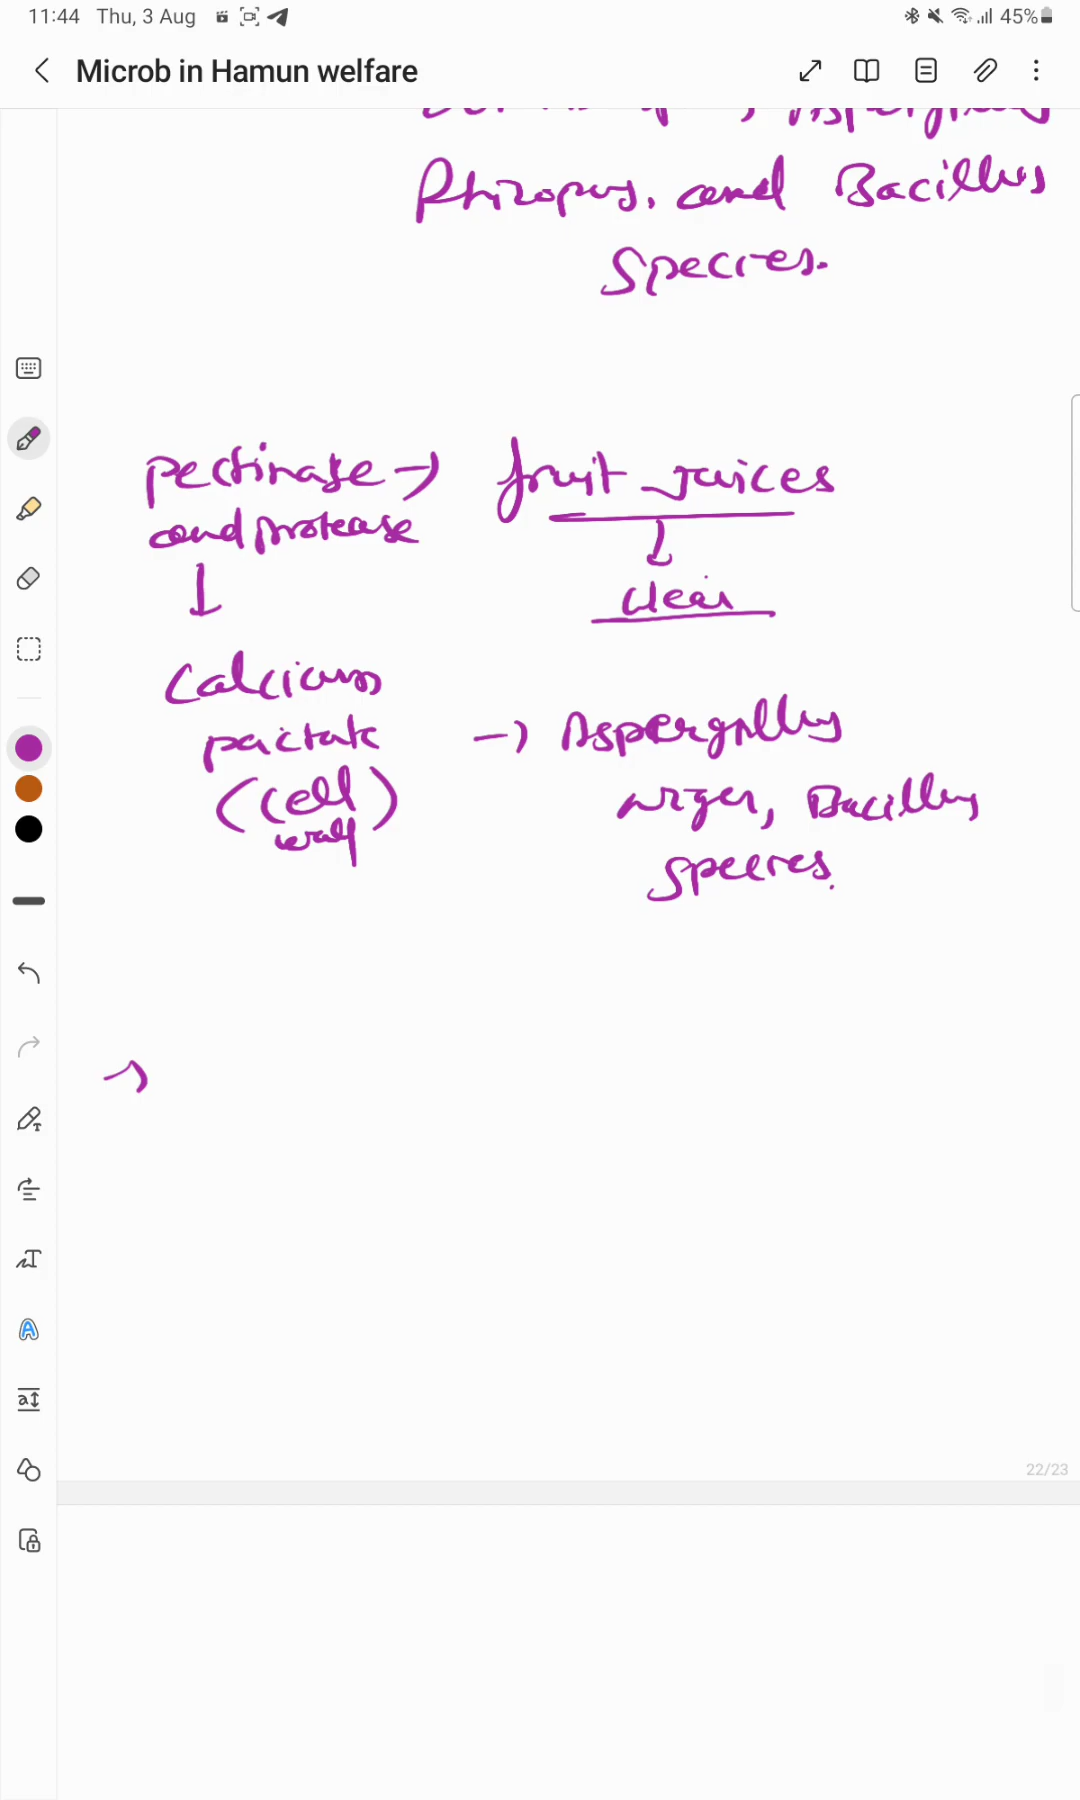 11:44 Thu, 3 Aug 45%
Microb in Hamun welfare
Rhizopus, and Bacillus
Species.
pectinase → fruit juices
and protease
↓ ↓
clear
Calcium
pectate → Aspergillus
(cell niger, Bacillus
wall) species.
→
22/23